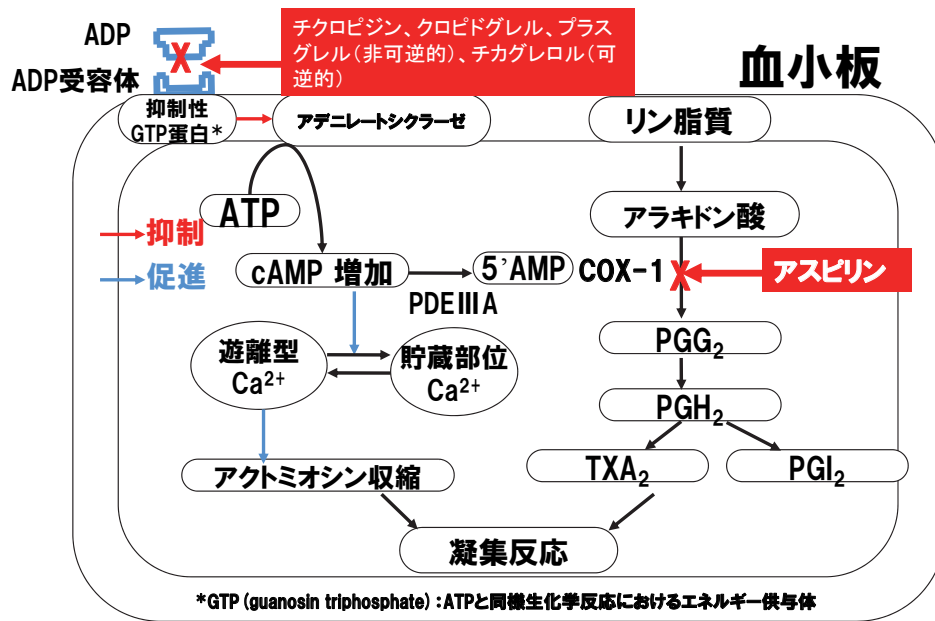 ADP
ADP受容体
チクロピジン、クロピドグレル、プラス
グレル（非可逆的）、チカグレロル（可
逆的）
血小板
抑制性
GTP蛋白*
アデニレートシクラーゼ
リン脂質
ATP
アラキドン酸
抑制
促進
cAMP 増加
5’AMP
COX-1
X
アスピリン
X
PDEⅢA
遊離型
Ca²⁺
貯蔵部位
Ca²⁺
PGG₂
PGH₂
アクトミオシン収縮
TXA₂
PGI₂
凝集反応
*GTP（guanosin triphosphate）：ATPと同様生化学反応におけるエネルギー供与体